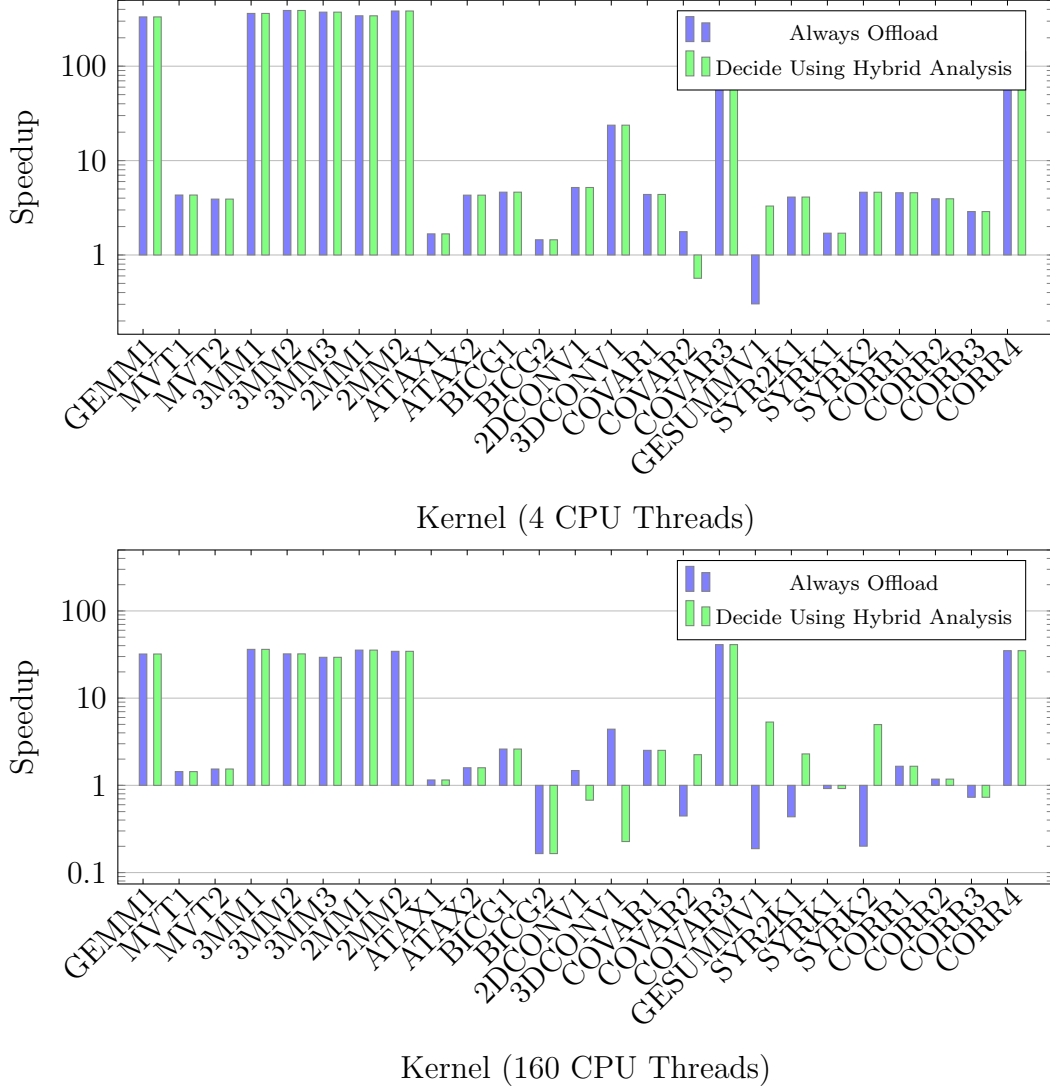 100
10
1
Speedup
Always Offload
Decide Using Hybrid Analysis
GEMM1
MVT1
MVT2
3MM1
3MM2
3MM3
2MM1
2MM2
ATAX1
ATAX2
BICG1
BICG2
2DCONV1
3DCONV1
COVAR1
COVAR2
COVAR3
GESUMMV1
SYR2K1
SYRK1
SYRK2
CORR1
CORR2
CORR3
CORR4
Kernel (4 CPU Threads)
100
10
1
0.1
Speedup
Always Offload
Decide Using Hybrid Analysis
GEMM1
MVT1
MVT2
3MM1
3MM2
3MM3
2MM1
2MM2
ATAX1
ATAX2
BICG1
BICG2
2DCONV1
3DCONV1
COVAR1
COVAR2
COVAR3
GESUMMV1
SYR2K1
SYRK1
SYRK2
CORR1
CORR2
CORR3
CORR4
Kernel (160 CPU Threads)